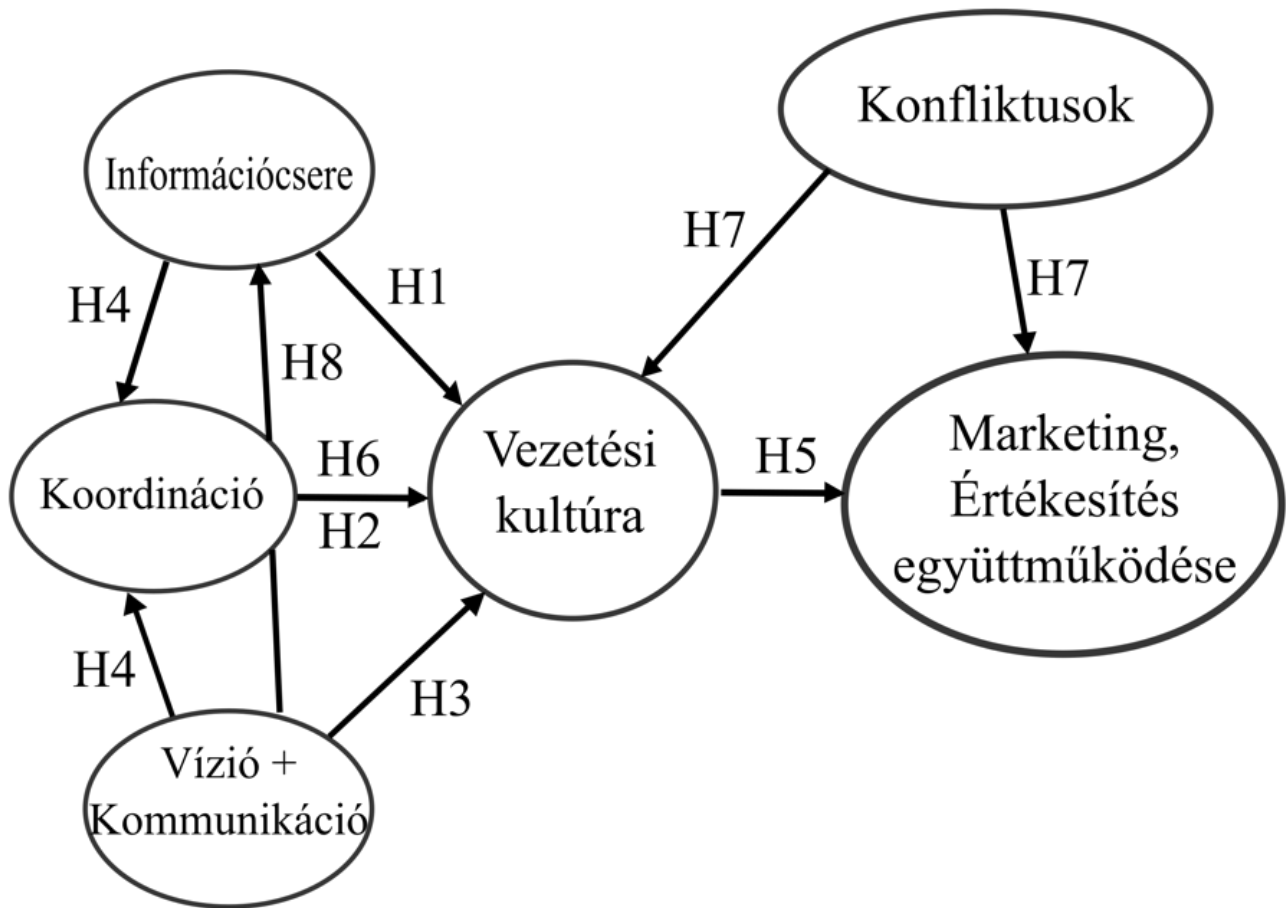 Konfliktusok
Információcsere
H7
H1
H7
H4
H8
Vezetési
kultúra
Marketing,
Értékesítés
együttműködése
H6
H5
Koordináció
H2
H4
H3
Vízió +
Kommunikáció